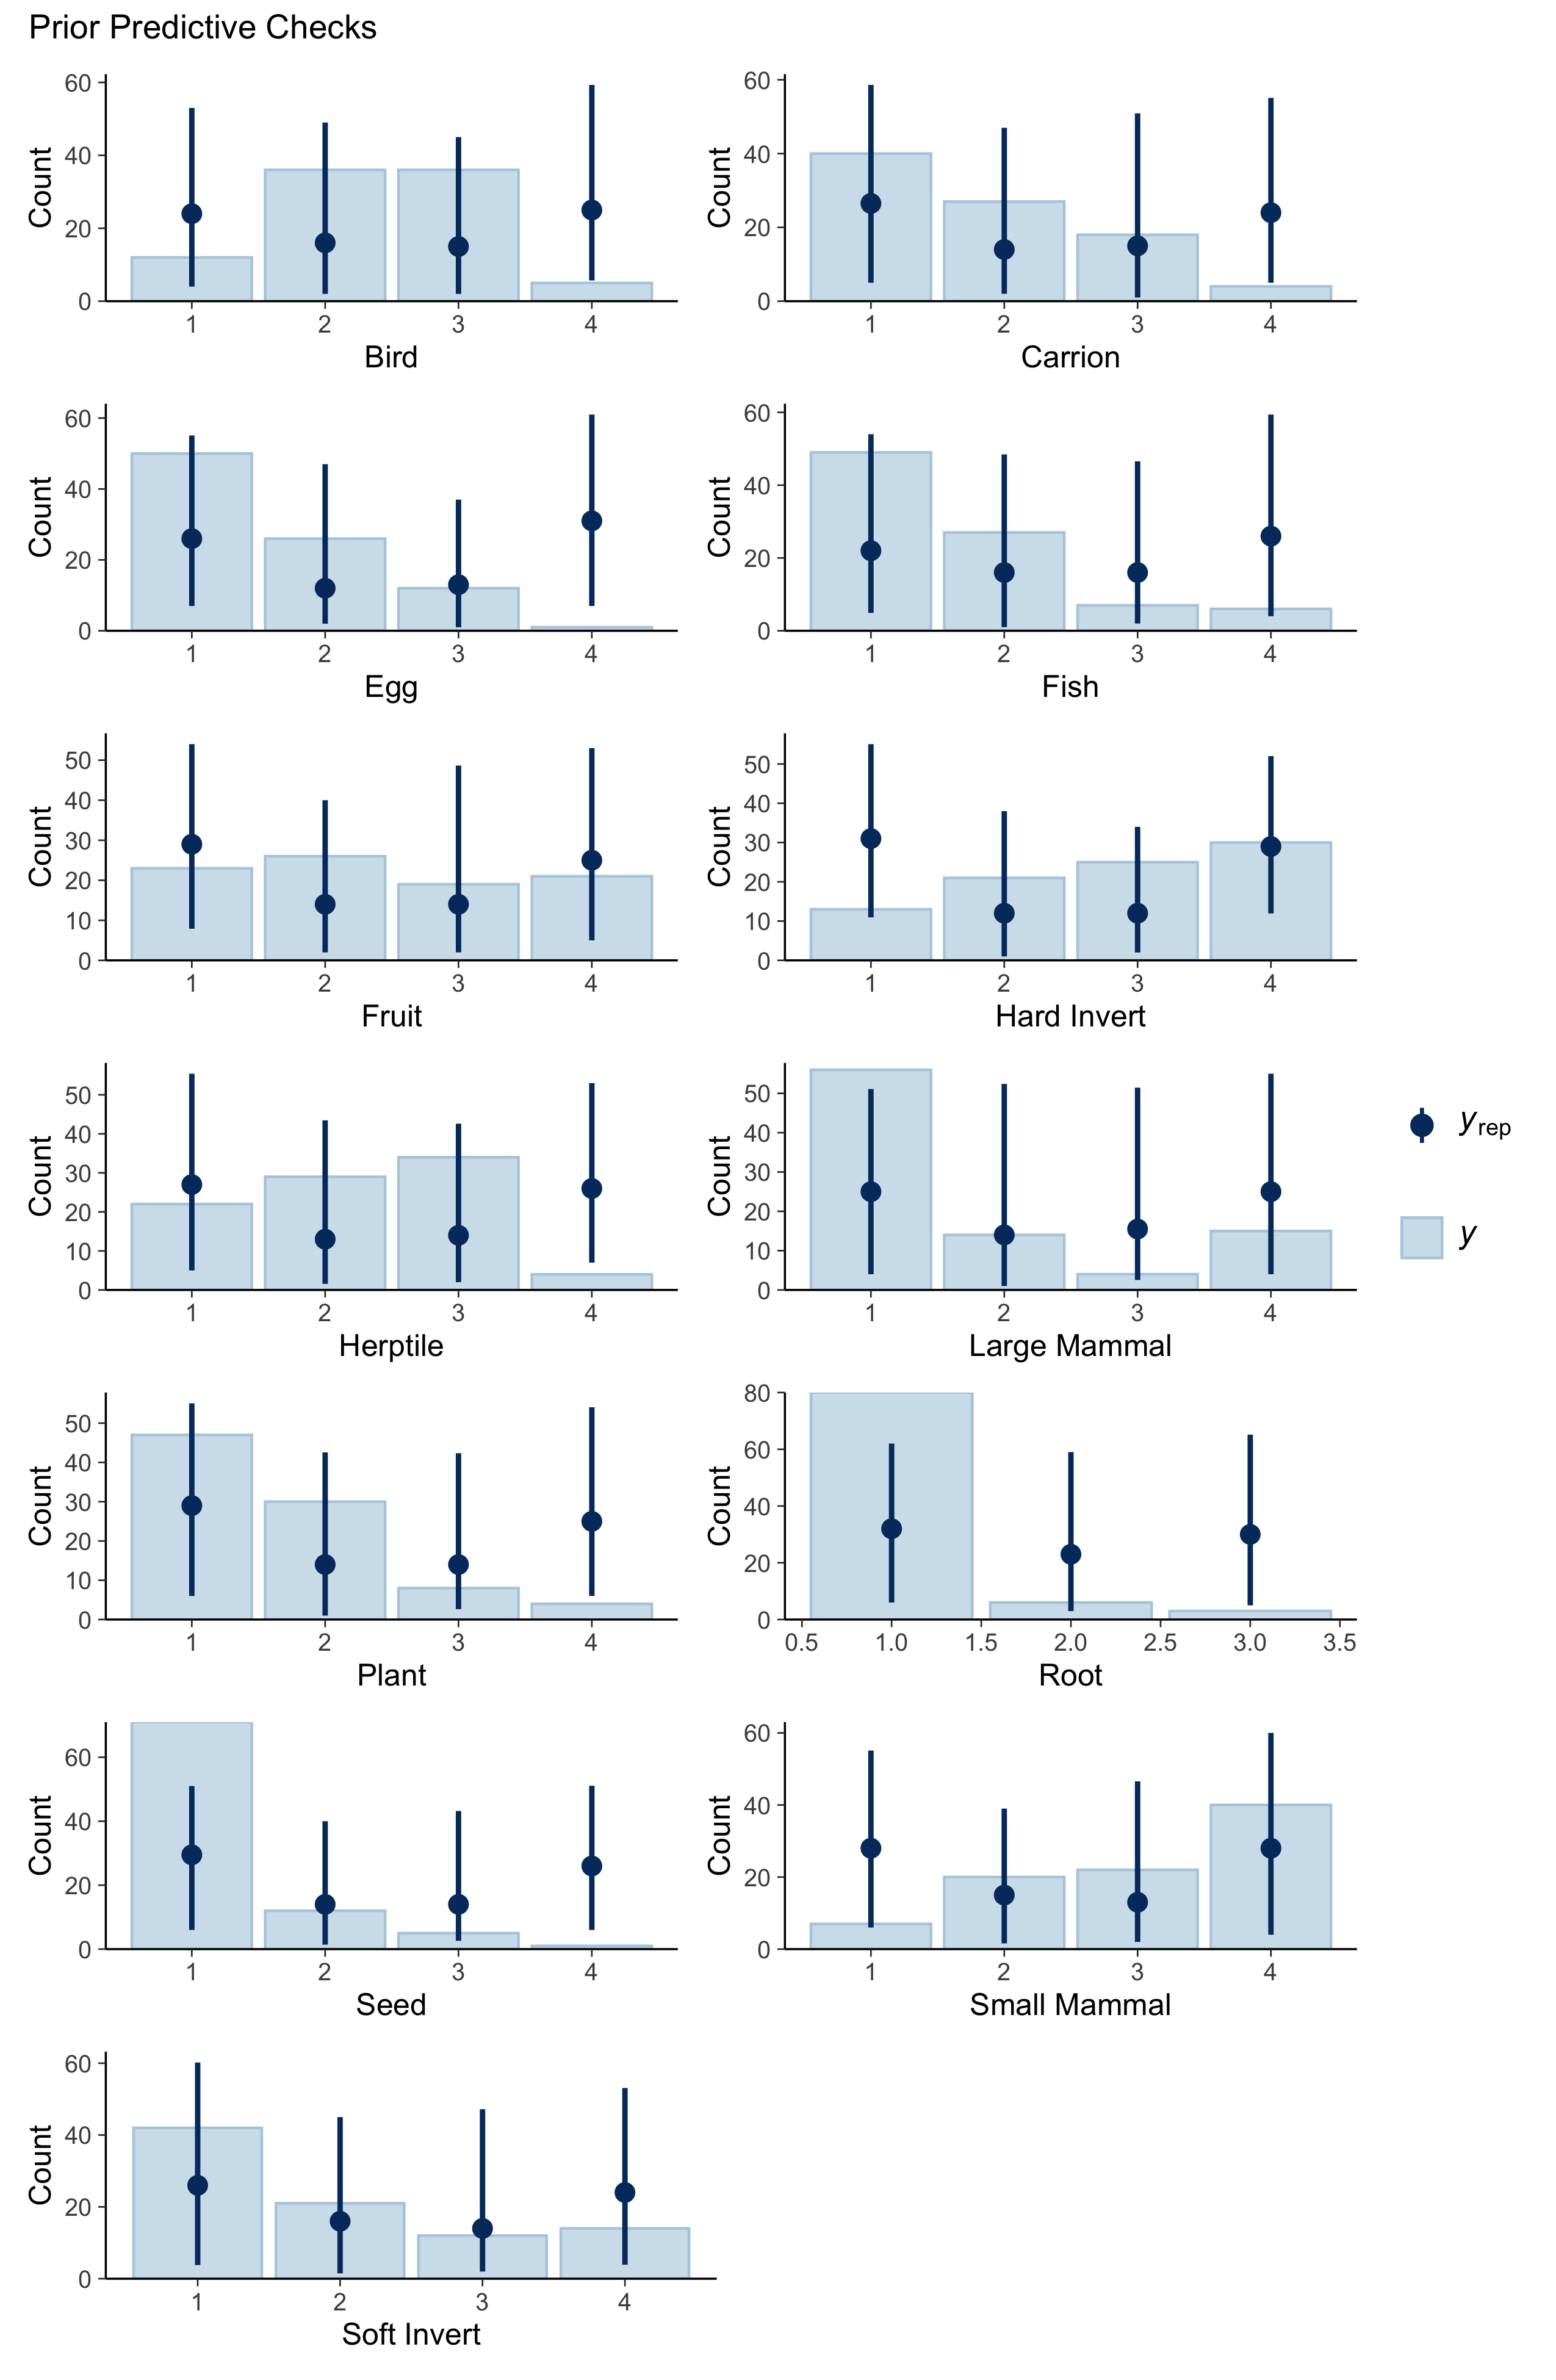 Prior Predictive Checks
60
40
20
0
Count
1 2 3 4
Bird
60
40
20
0
Count
1 2 3 4
Carrion
60
40
20
0
Count
1 2 3 4
Egg
60
40
20
0
Count
1 2 3 4
Fish
50
40
30
20
10
0
Count
1 2 3 4
Fruit
50
40
30
20
10
0
Count
1 2 3 4
Hard Invert
50
40
30
20
10
0
Count
1 2 3 4
Herptile
50
40
30
20
10
0
Count
1 2 3 4
Large Mammal
yrep
y
50
40
30
20
10
0
Count
1 2 3 4
Plant
80
60
40
20
0
Count
0.5 1.0 1.5 2.0 2.5 3.0 3.5
Root
60
40
20
0
Count
1 2 3 4
Seed
60
40
20
0
Count
1 2 3 4
Small Mammal
60
40
20
0
Count
1 2 3 4
Soft Invert